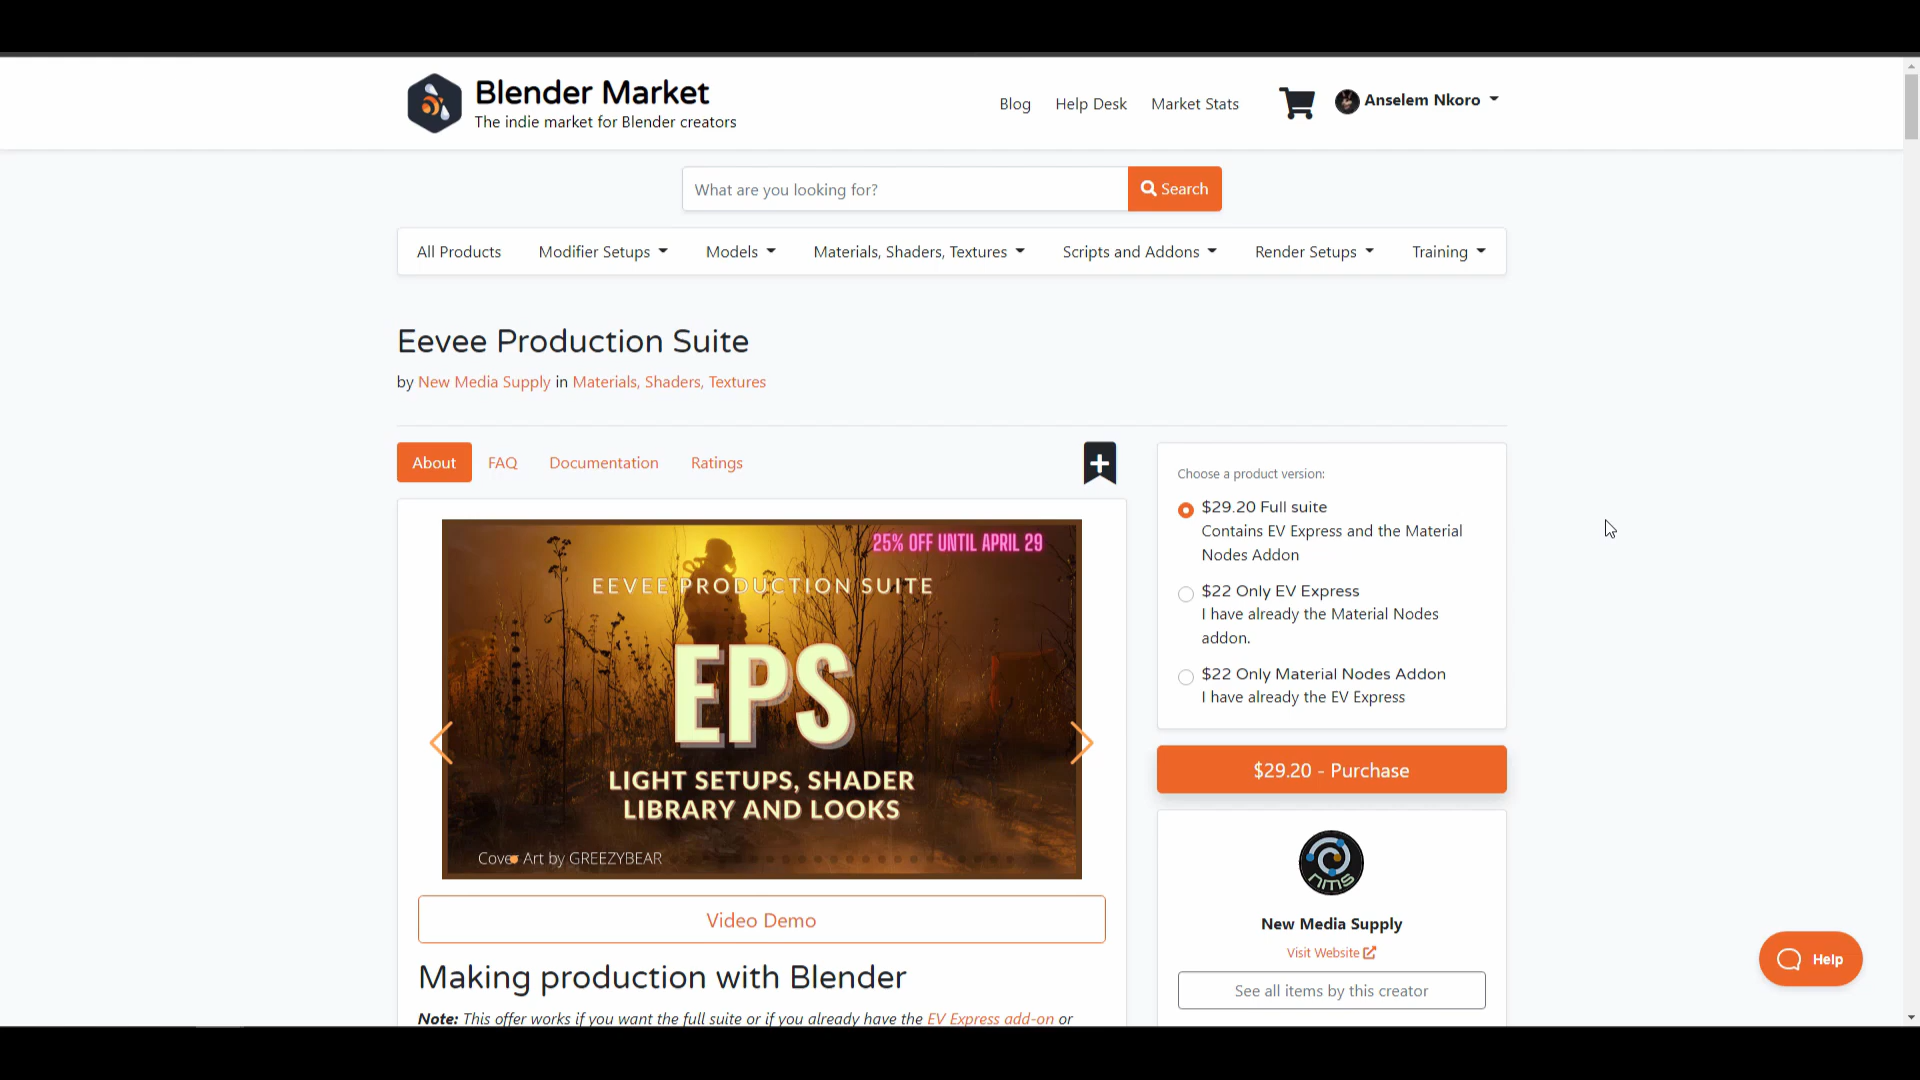 Blender Market
The indie market for Blender creators
Blog
Help Desk
Market Stats
Anselem Nkoro
What are you looking for?
Search
All Products
Modifier Setups
Models
Materials, Shaders, Textures
Scripts and Addons
Render Setups
Training
Eevee Production Suite
by New Media Supply in Materials, Shaders, Textures
About
FAQ
Documentation
Ratings
25% OFF UNTIL APRIL 29
EEVEE PRODUCTION SUITE
EPS
LIGHT SETUPS, SHADER
LIBRARY AND LOOKS
Cover Art by GREEZYBEAR
Video Demo
Making production with Blender
Note: This offer works if you want the full suite or if you already have the EV Express add-on or
Choose a product version:
$29.20 Full suite
Contains EV Express and the Material
Nodes Addon
$22 Only EV Express
I have already the Material Nodes
addon.
$22 Only Material Nodes Addon
I have already the EV Express
$29.20 - Purchase
nms
New Media Supply
Visit Website
See all items by this creator
Help